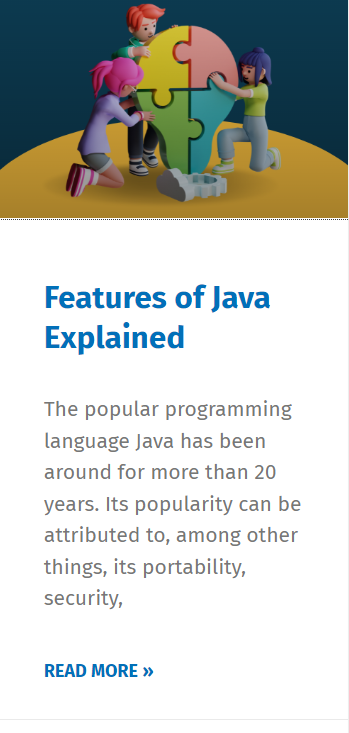 Features of Java
Explained
The popular programming
language Java has been
around for more than 20
years. Its popularity can be
attributed to, among other
things, its portability,
security,
READ MORE »